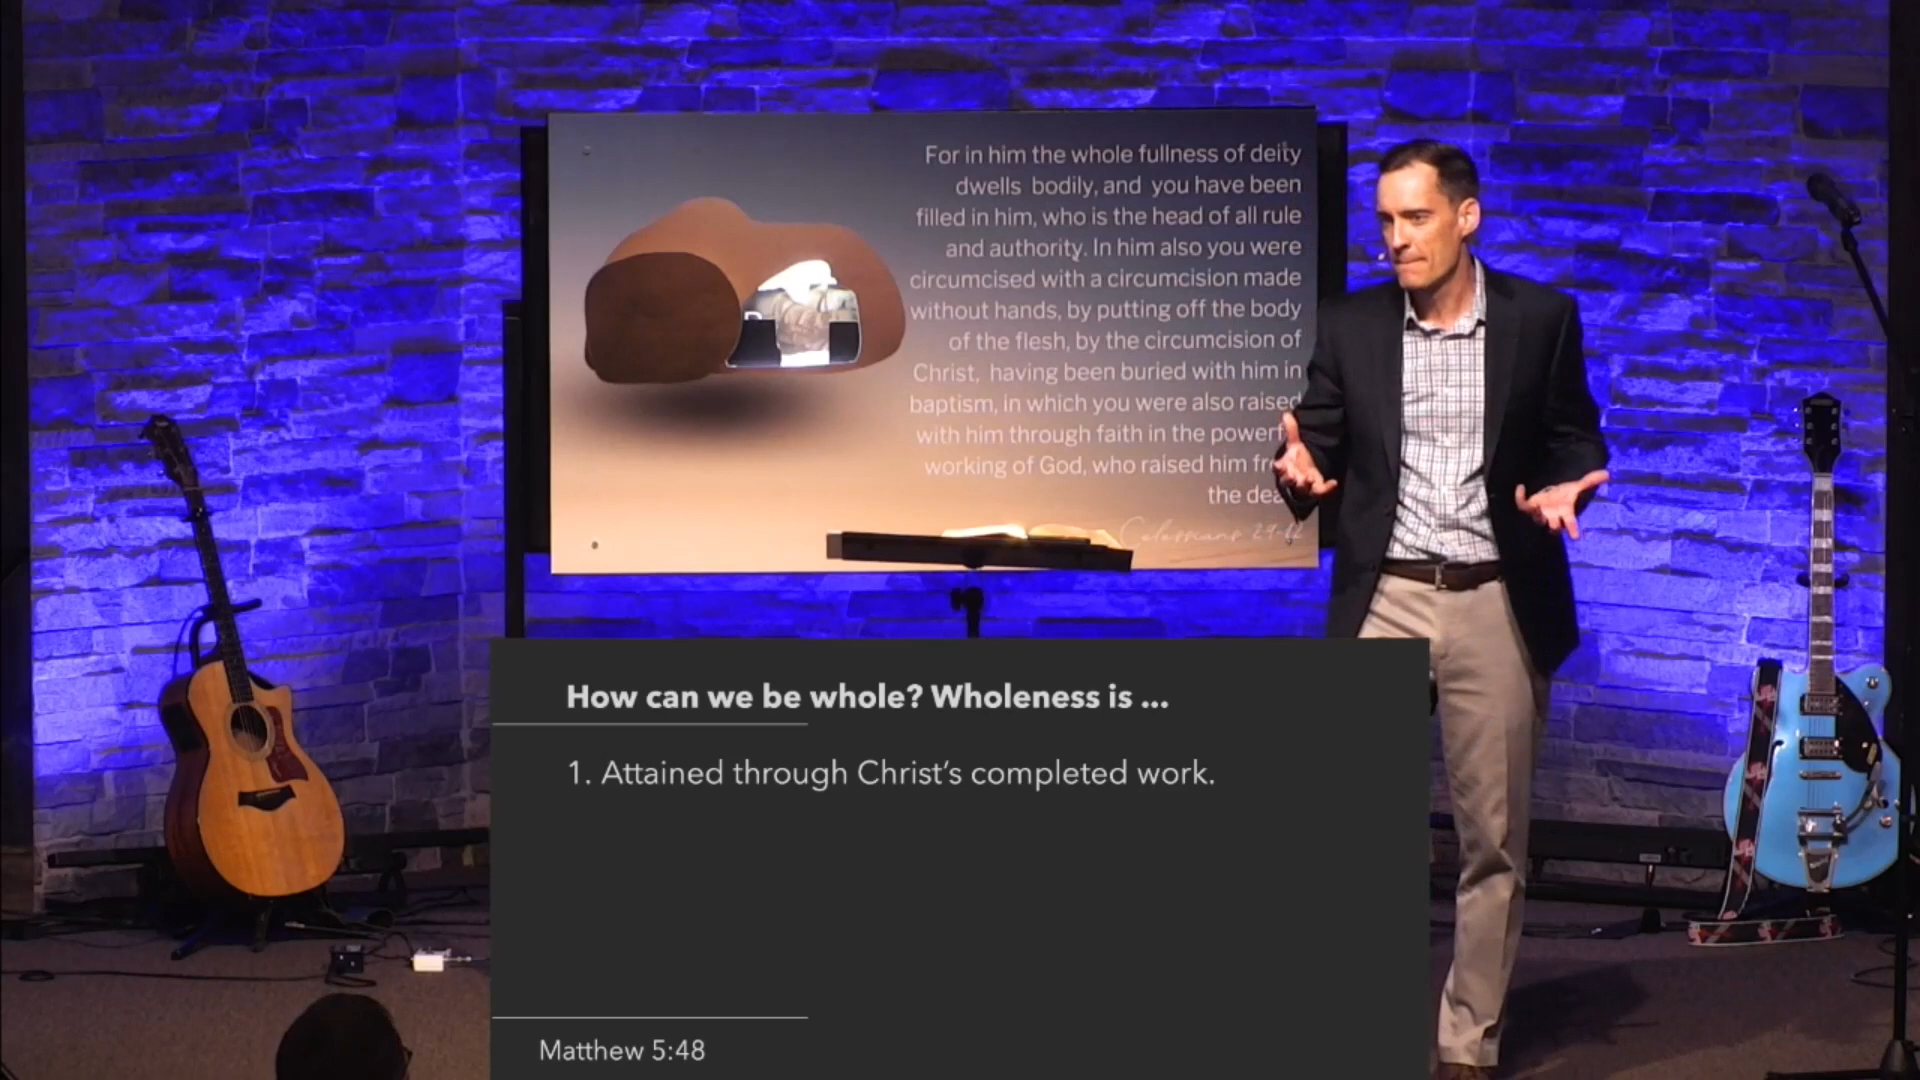 For in him the whole fullness of deity
dwells bodily, and you have been
filled in him, who is the head of all rule
and authority. In him also you were
circumcised with a circumcision made
without hands, by putting off the body
of the flesh, by the circumcision of
Christ, having been buried with him in
baptism, in which you were also raised
with him through faith in the powerf
working of God, who raised him fr
the dea
Colossians 2:9-12
How can we be whole? Wholeness is ...
1. Attained through Christ's completed work.
Matthew 5:48